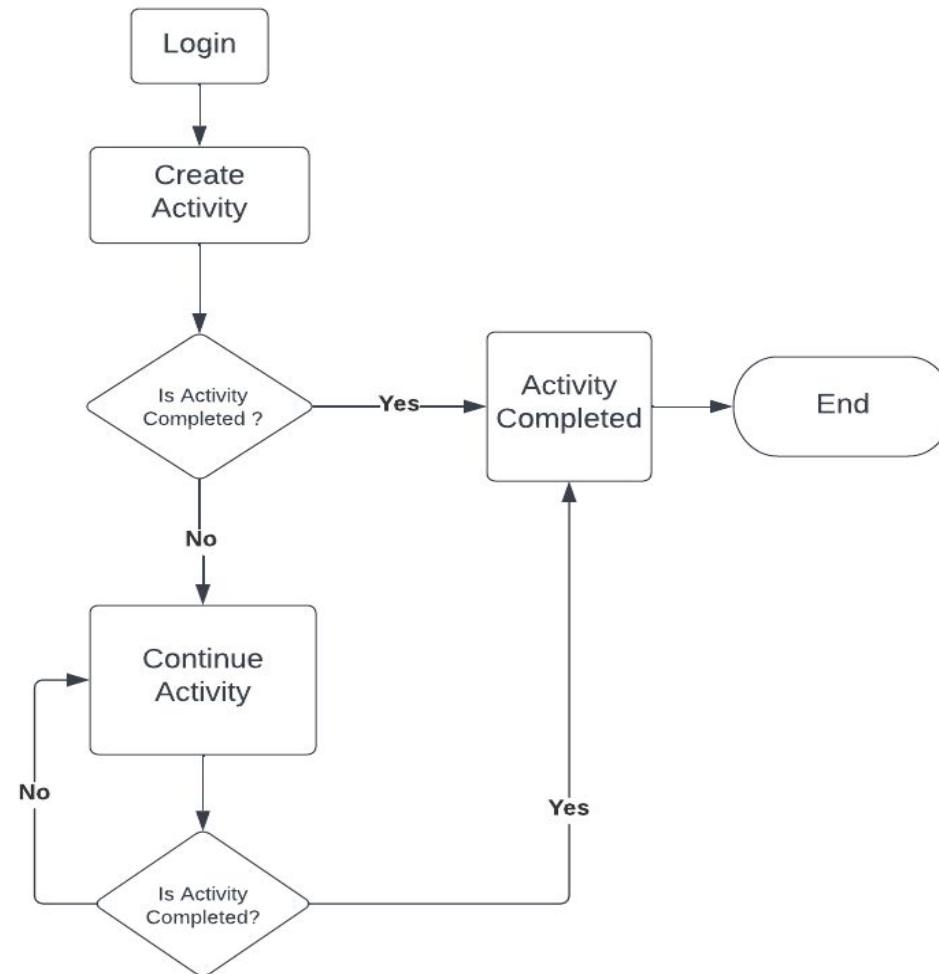 Login
Create
Activity
Is Activity
Completed ?
Yes
Activity
Completed
End
No
Continue
Activity
No
Yes
Is Activity
Completed?